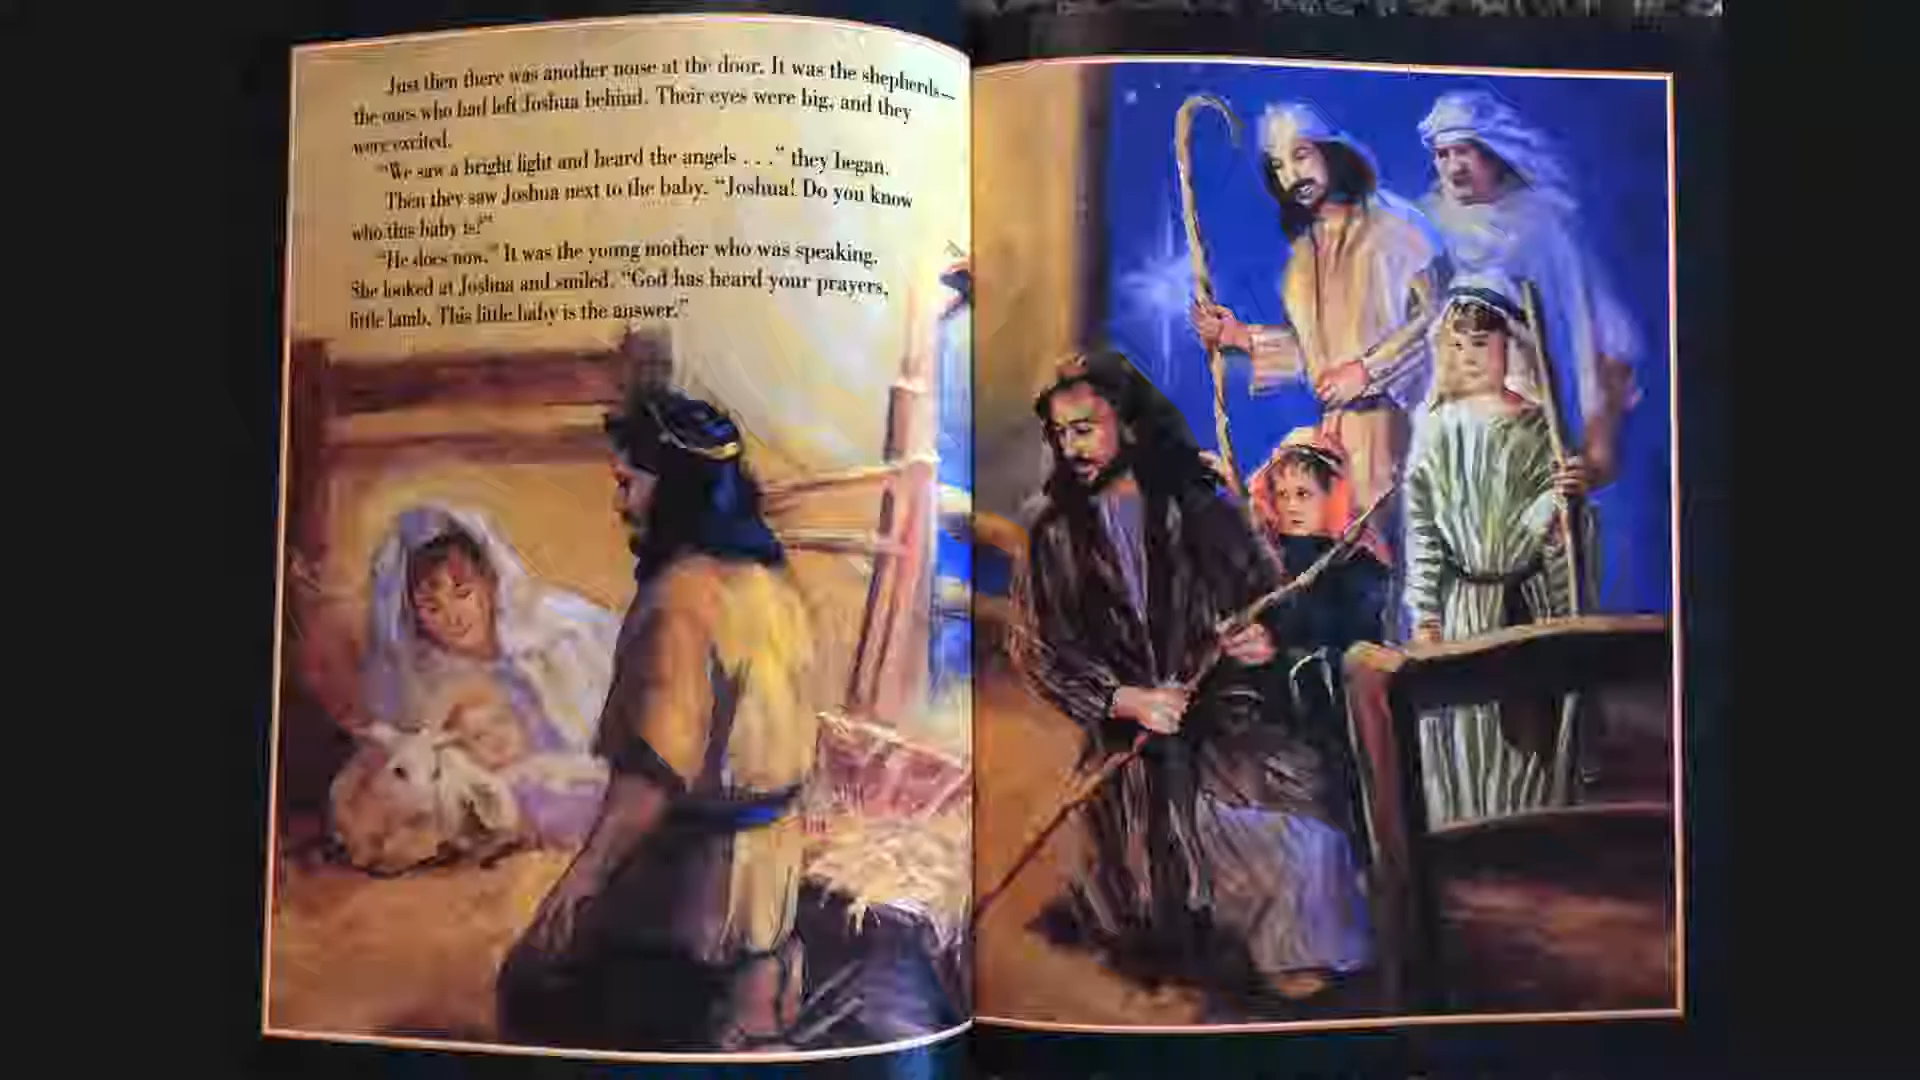 Just then there was another noise at the door. It was the shepherds—
the ones who had left Joshua behind. Their eyes were big, and they
were excited.
“We saw a bright light and heard the angels . . .” they began.
Then they saw Joshua next to the baby. “Joshua! Do you know
who this baby is?”
“He does now.” It was the young mother who was speaking.
She looked at Joshua and smiled. “God has heard your prayers,
little lamb. This little baby is the answer.”